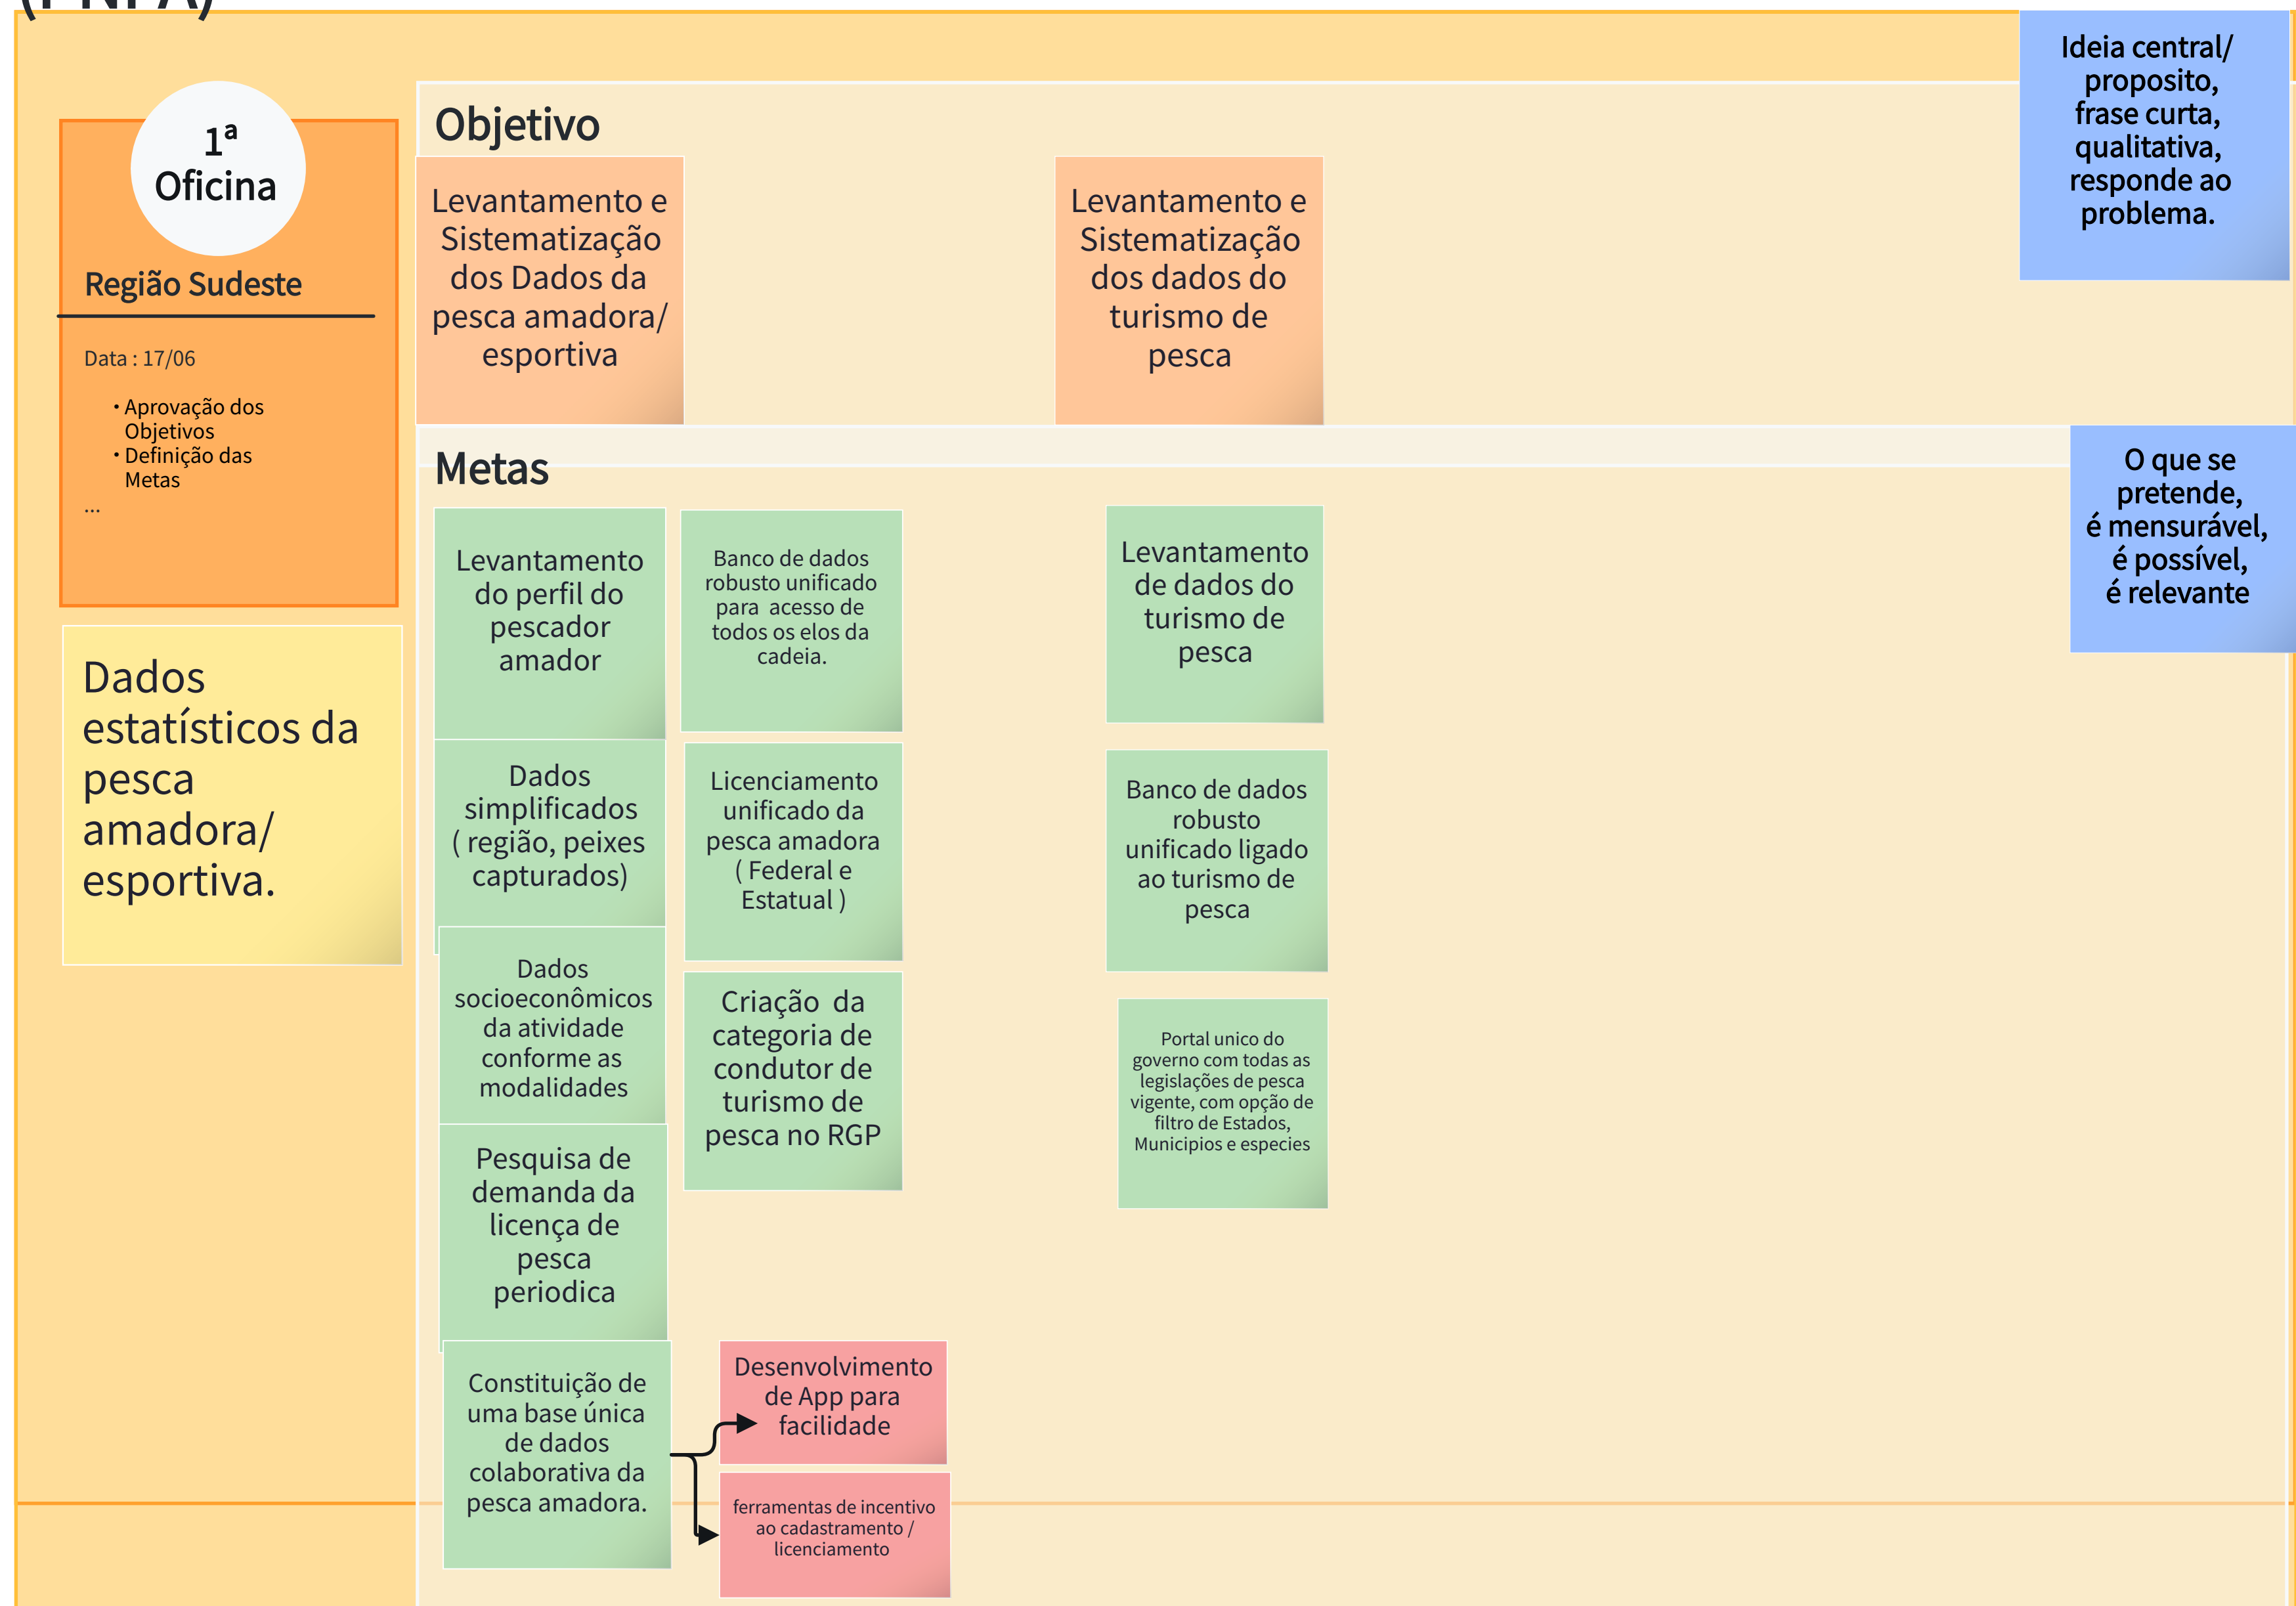 1ª
Oficina
Região Sudeste
Data : 17/06
• Aprovação dos
Objetivos
• Definição das
Metas
...
Dados
estatísticos da
pesca
amadora/
esportiva.
Objetivo
Levantamento e
Sistematização
dos Dados da
pesca amadora/
esportiva
Levantamento e
Sistematização
dos dados do
turismo de
pesca
Ideia central/
proposito,
frase curta,
qualitativa,
responde ao
problema.
Metas
O que se
pretende,
é mensurável,
é possível,
é relevante
Levantamento
do perfil do
pescador
amador
Dados
simplificados
( região, peixes
capturados)
Dados
socioeconômicos
da atividade
conforme as
modalidades
Pesquisa de
demanda da
licença de
pesca
periodica
Constituição de
uma base única
de dados
colaborativa da
pesca amadora.
Banco de dados
robusto unificado
para acesso de
todos os elos da
cadeia.
Licenciamento
unificado da
pesca amadora
( Federal e
Estatual )
Criação da
categoria de
condutor de
turismo de
pesca no RGP
Desenvolvimento
de App para
facilidade
ferramentas de incentivo
ao cadastramento /
licenciamento
Levantamento
de dados do
turismo de
pesca
Banco de dados
robusto
unificado ligado
ao turismo de
pesca
Portal unico do
governo com todas as
legislações de pesca
vigente, com opção de
filtro de Estados,
Municipios e especies